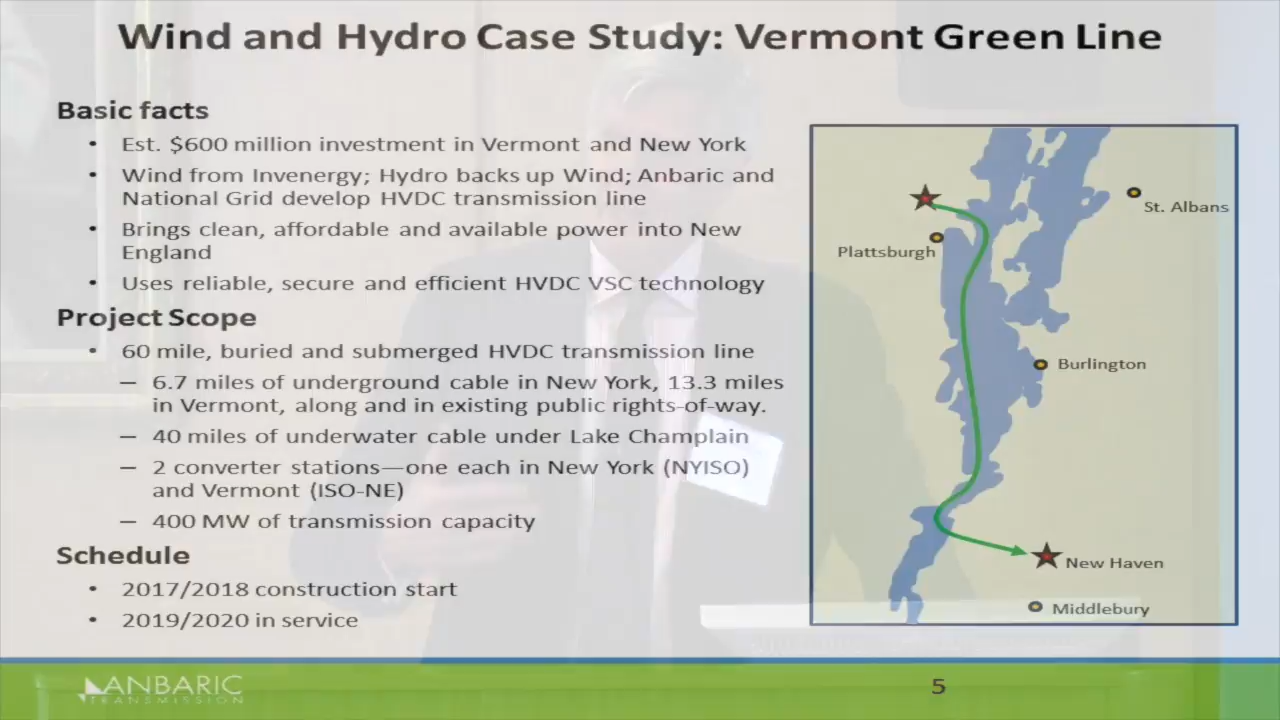 Wind and Hydro Case Study: Vermont Green Line
Basic facts
• Est. $600 million investment in Vermont and New York
• Wind from Invenergy; Hydro backs up Wind; Anbaric and
National Grid develop HVDC transmission line
• Brings clean, affordable and available power into New
England
• Uses reliable, secure and efficient HVDC VSC technology
Project Scope
• 60 mile, buried and submerged HVDC transmission line
– 6.7 miles of underground cable in New York, 13.3 miles
in Vermont, along and in existing public rights-of-way.
– 40 miles of underwater cable under Lake Champlain
– 2 converter stations—one each in New York (NYISO)
and Vermont (ISO-NE)
– 400 MW of transmission capacity
Schedule
• 2017/2018 construction start
• 2019/2020 in service
St. Albans
Plattsburgh
Burlington
New Haven
Middlebury
ANBARIC
TRANSMISSION
5